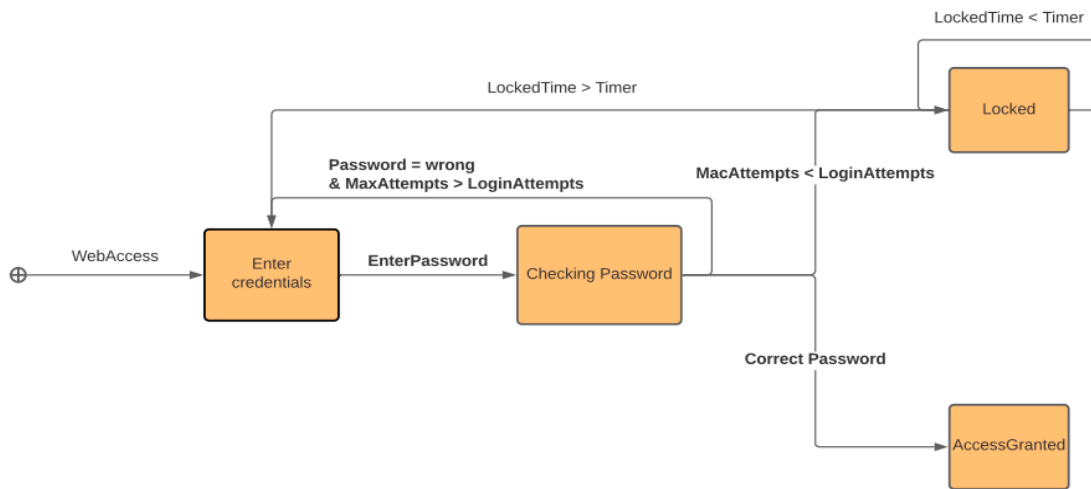 LockedTime < Timer
LockedTime > Timer
Locked
Password = wrong
& MaxAttempts > LoginAttempts
MacAttempts < LoginAttempts
WebAccess
Enter
credentials
EnterPassword
Checking Password
Correct Password
AccessGranted